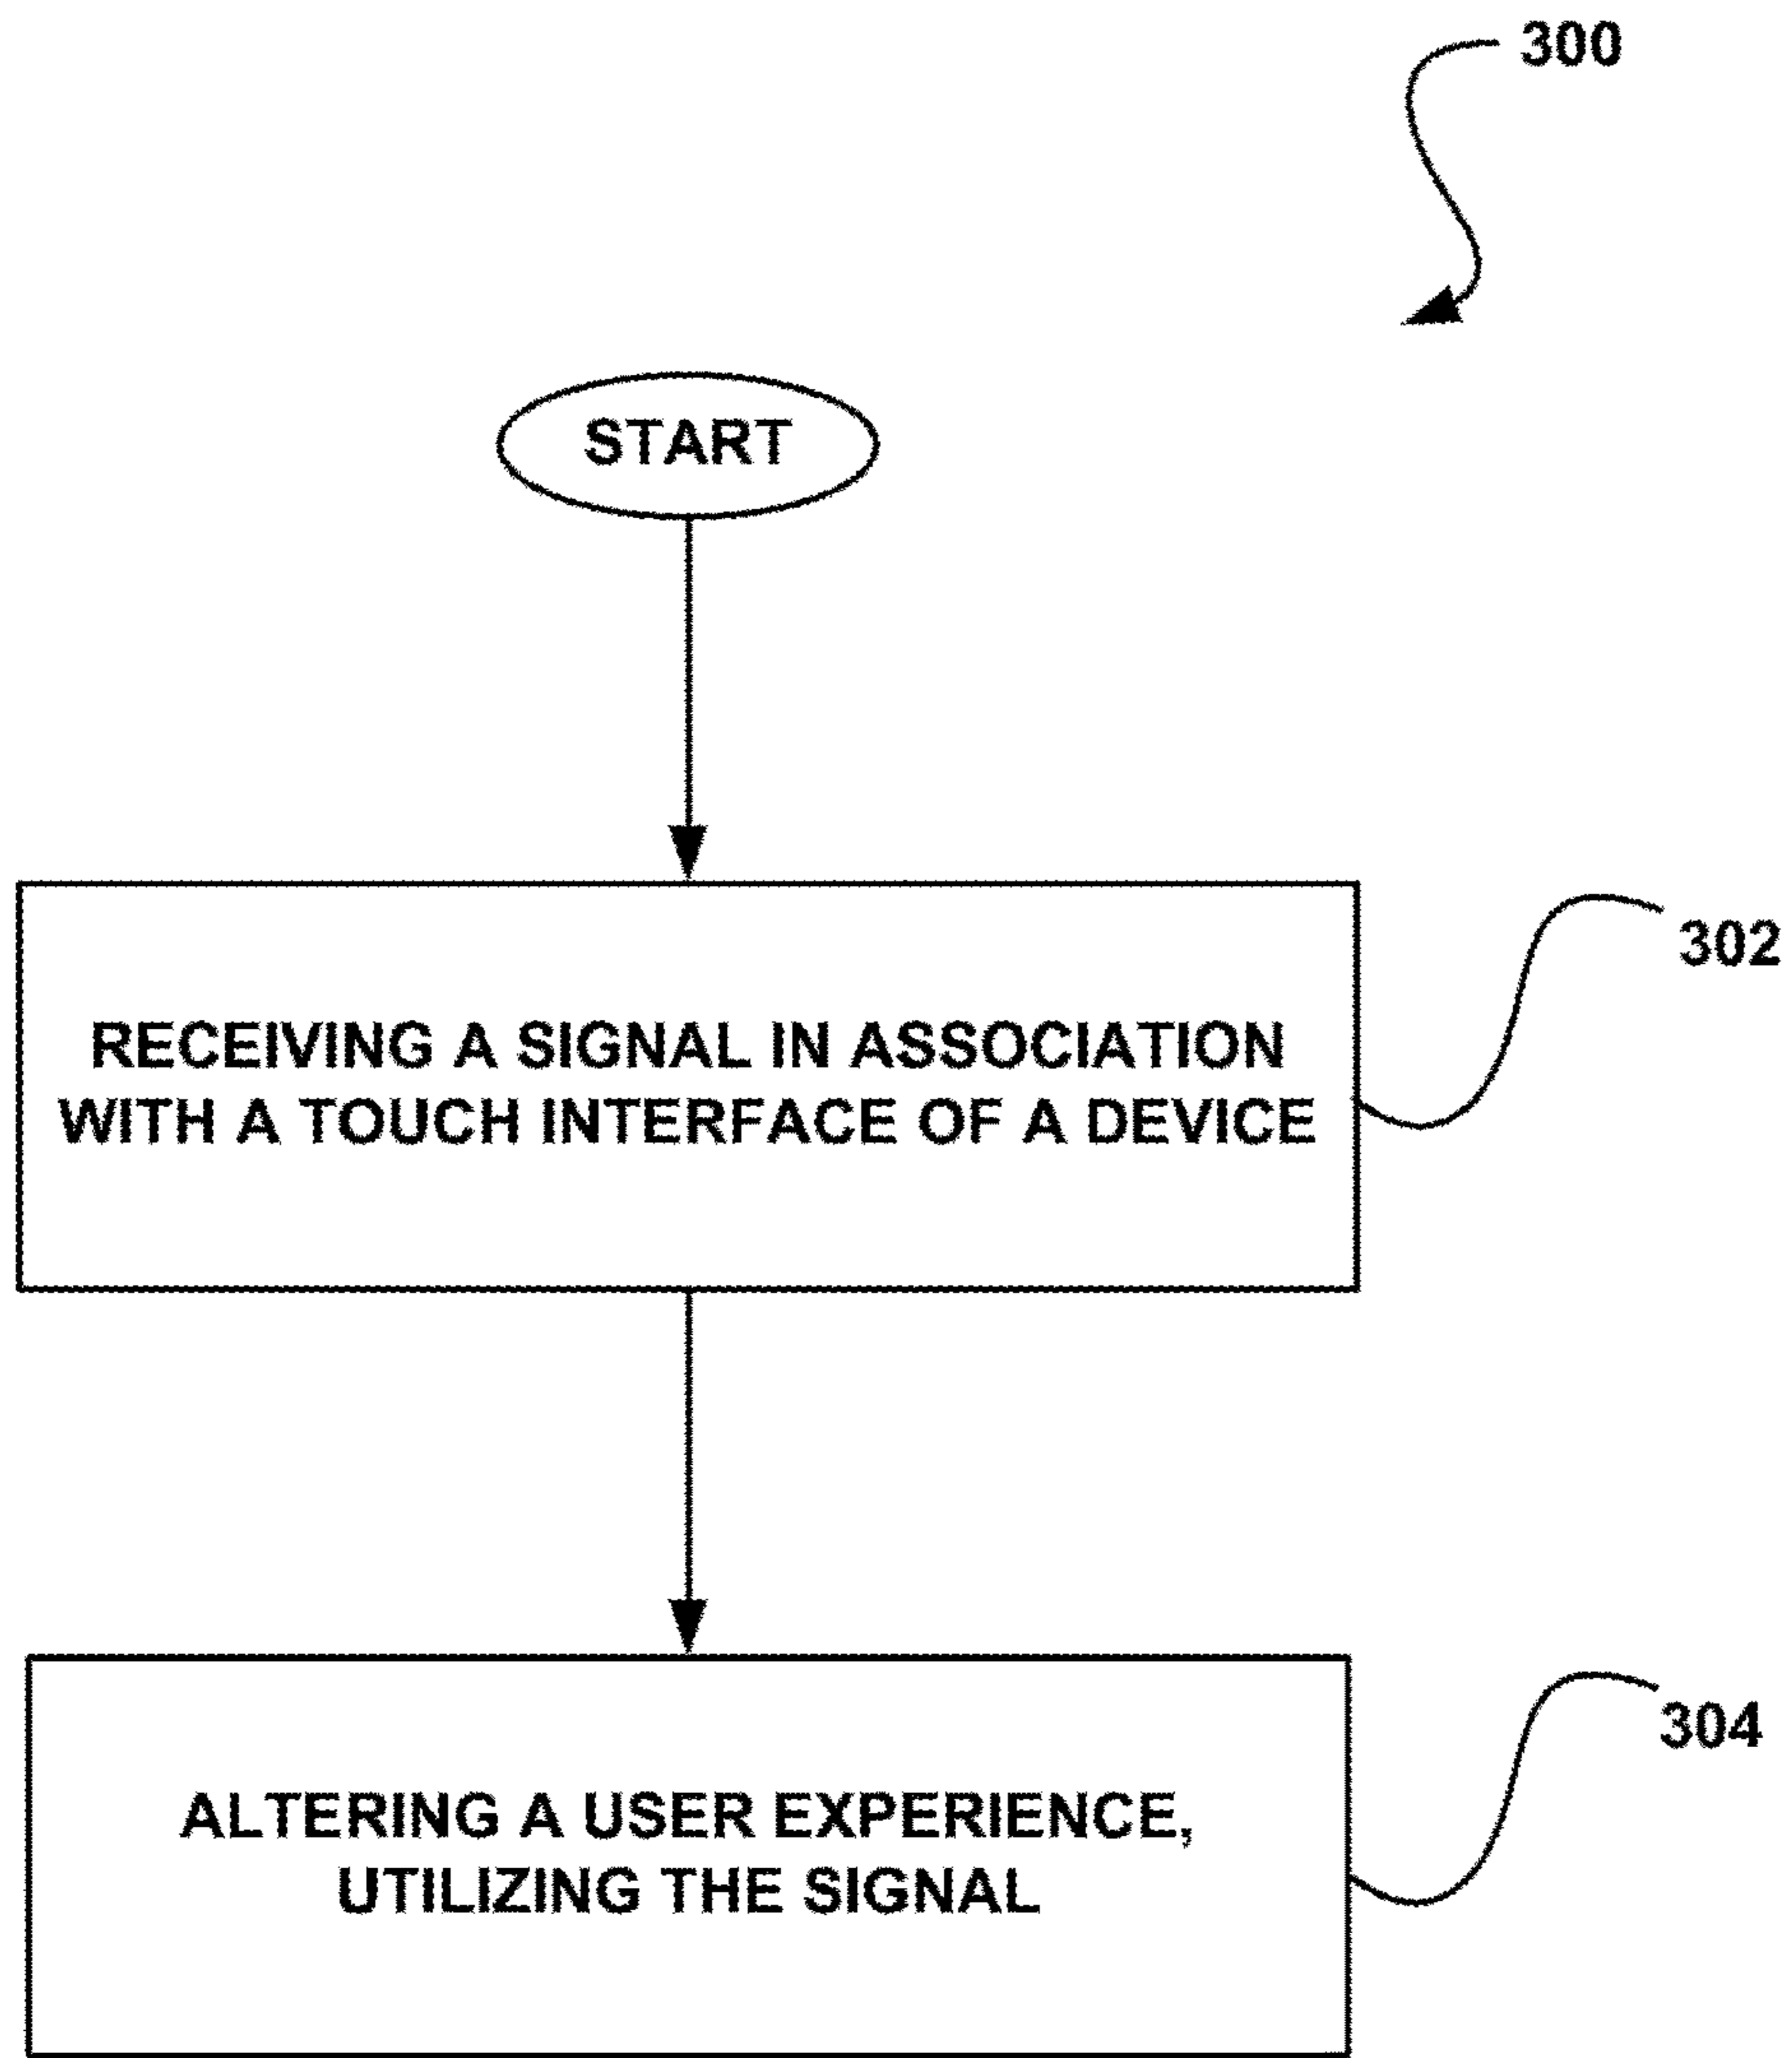 300
START
302
RECEIVING A SIGNAL IN ASSOCIATION
WITH A TOUCH INTERFACE OF A DEVICE
304
ALTERING A USER EXPERIENCE,
UTILIZING THE SIGNAL